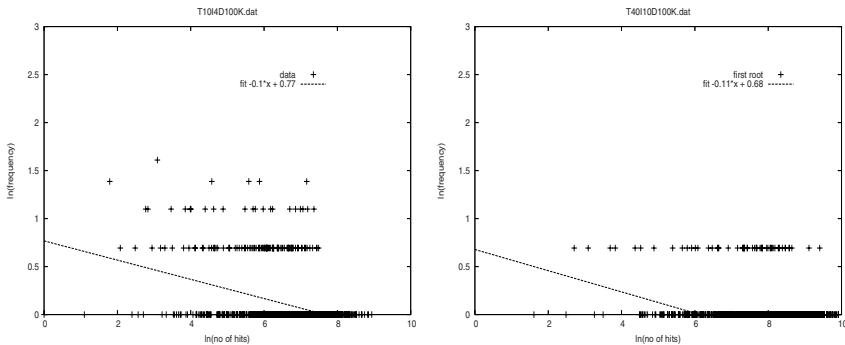 T10I4D100K.dat
3
2.5
2
1.5
1
0.5
0
ln(frequency)
data
fit -0.1*x + 0.77
0 2 4 6 8 10
ln(no of hits)
T40I10D100K.dat
3
2.5
2
1.5
1
0.5
0
ln(frequency)
first root
fit -0.11*x + 0.68
0 2 4 6 8 10
ln(no of hits)